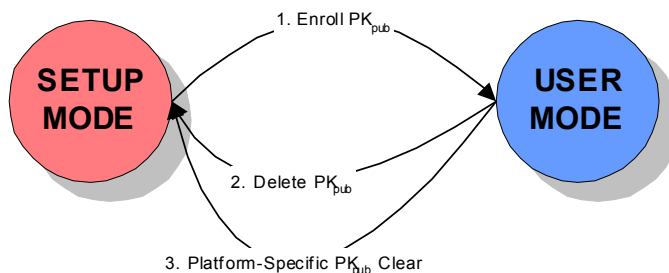 1. Enroll PKpub
SETUP
MODE
USER
MODE
2. Delete PKpub
3. Platform-Specific PKpub Clear